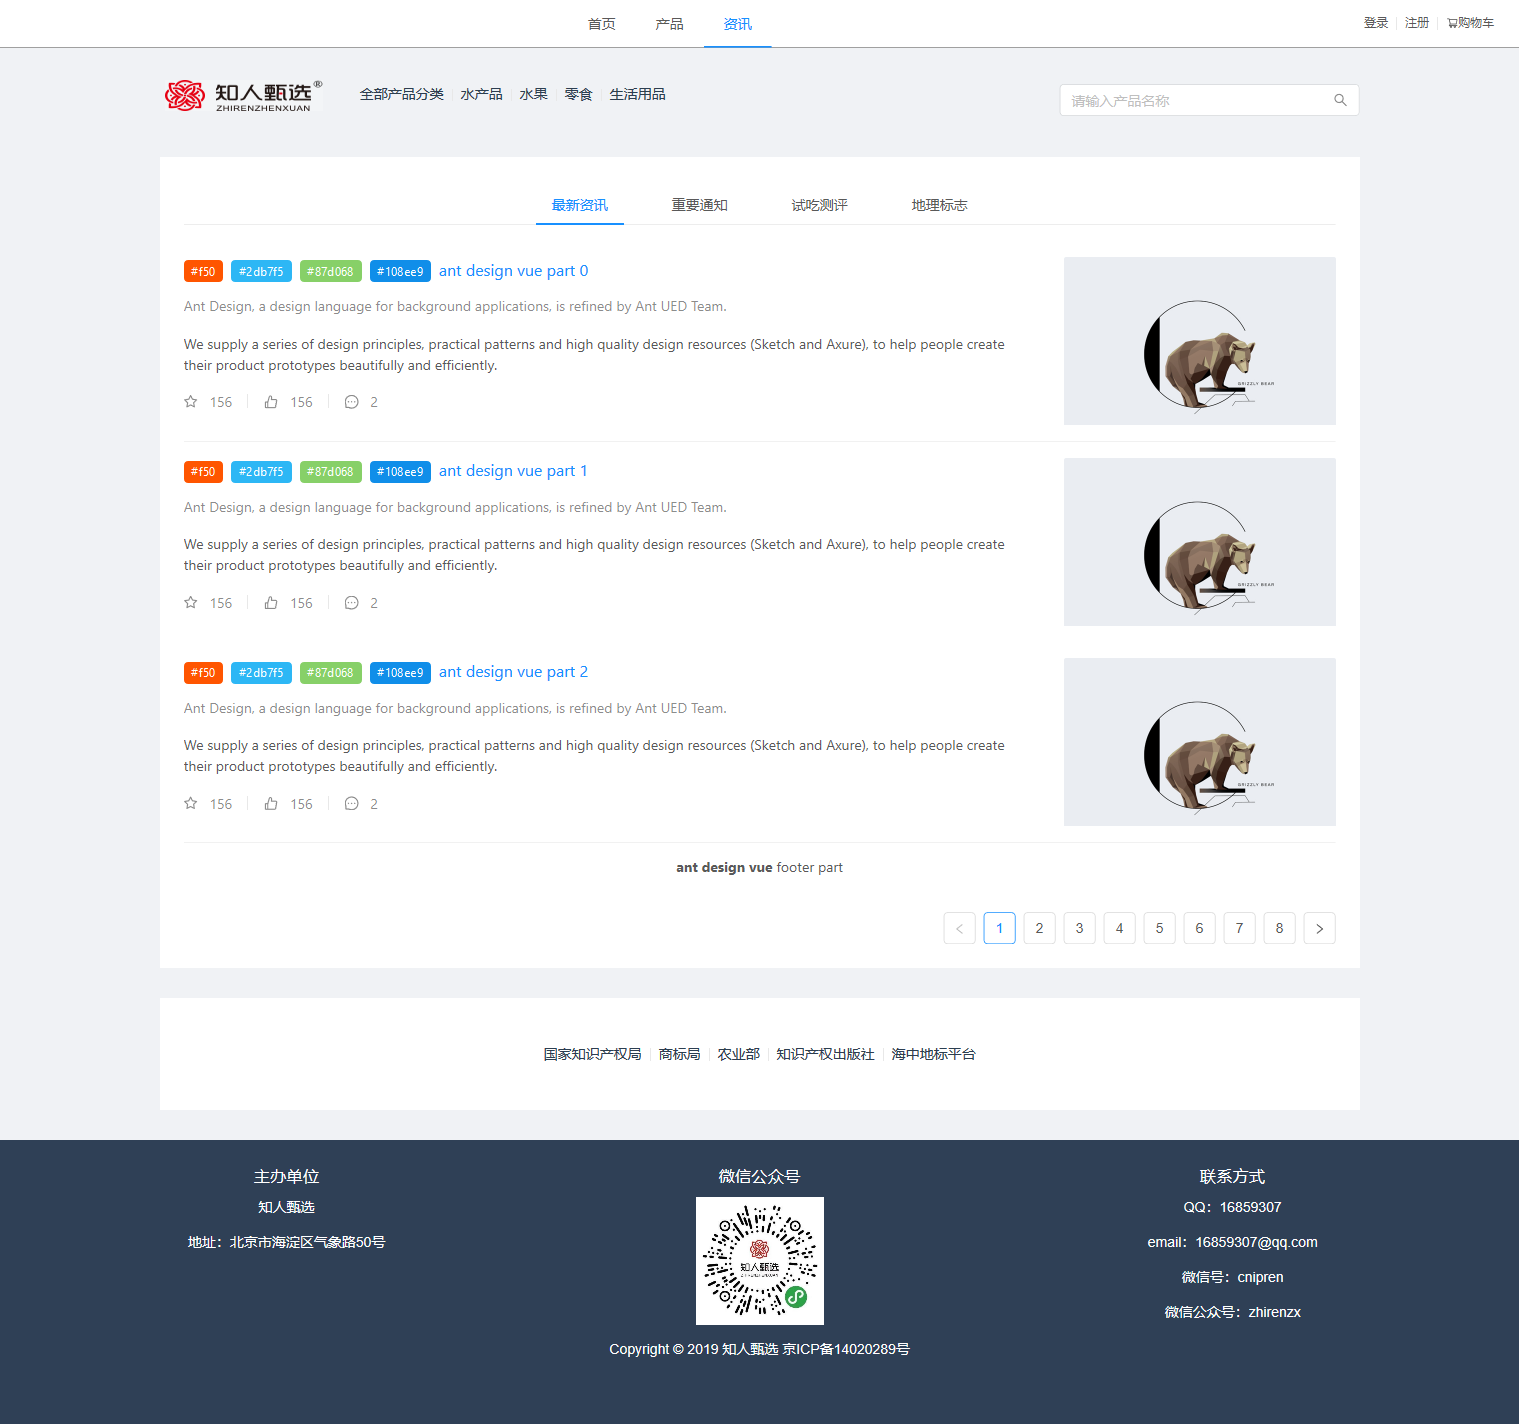 首页 产品 资讯
登录 注册 购物车
知人甄选®
ZHIRENZHENXUAN
全部产品分类 水产品 水果 零食 生活用品
请输入产品名称
最新资讯 重要通知 试吃测评 地理标志
#f50 #2db7f5 #87d068 #108ee9 ant design vue part 0
Ant Design, a design language for background applications, is refined by Ant UED Team.
We supply a series of design principles, practical patterns and high quality design resources (Sketch and Axure), to help people create
their product prototypes beautifully and efficiently.
156 156 2
GRIZZLY BEAR
#f50 #2db7f5 #87d068 #108ee9 ant design vue part 1
Ant Design, a design language for background applications, is refined by Ant UED Team.
We supply a series of design principles, practical patterns and high quality design resources (Sketch and Axure), to help people create
their product prototypes beautifully and efficiently.
156 156 2
GRIZZLY BEAR
#f50 #2db7f5 #87d068 #108ee9 ant design vue part 2
Ant Design, a design language for background applications, is refined by Ant UED Team.
We supply a series of design principles, practical patterns and high quality design resources (Sketch and Axure), to help people create
their product prototypes beautifully and efficiently.
156 156 2
GRIZZLY BEAR
ant design vue footer part
1 2 3 4 5 6 7 8
国家知识产权局 商标局 农业部 知识产权出版社 海中地标平台
主办单位
知人甄选
地址：北京市海淀区气象路50号
微信公众号
知人甄选
ZHIRENZHENXUAN
联系方式
QQ：16859307
email：16859307@qq.com
微信号：cnipren
微信公众号：zhirenzx
Copyright © 2019 知人甄选 京ICP备14020289号